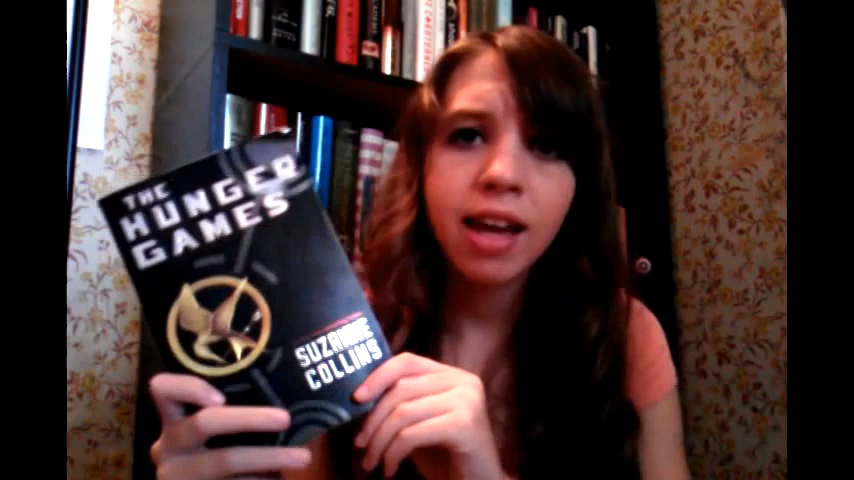 THE
HUNGER
GAMES
SUZANNE
COLLINS